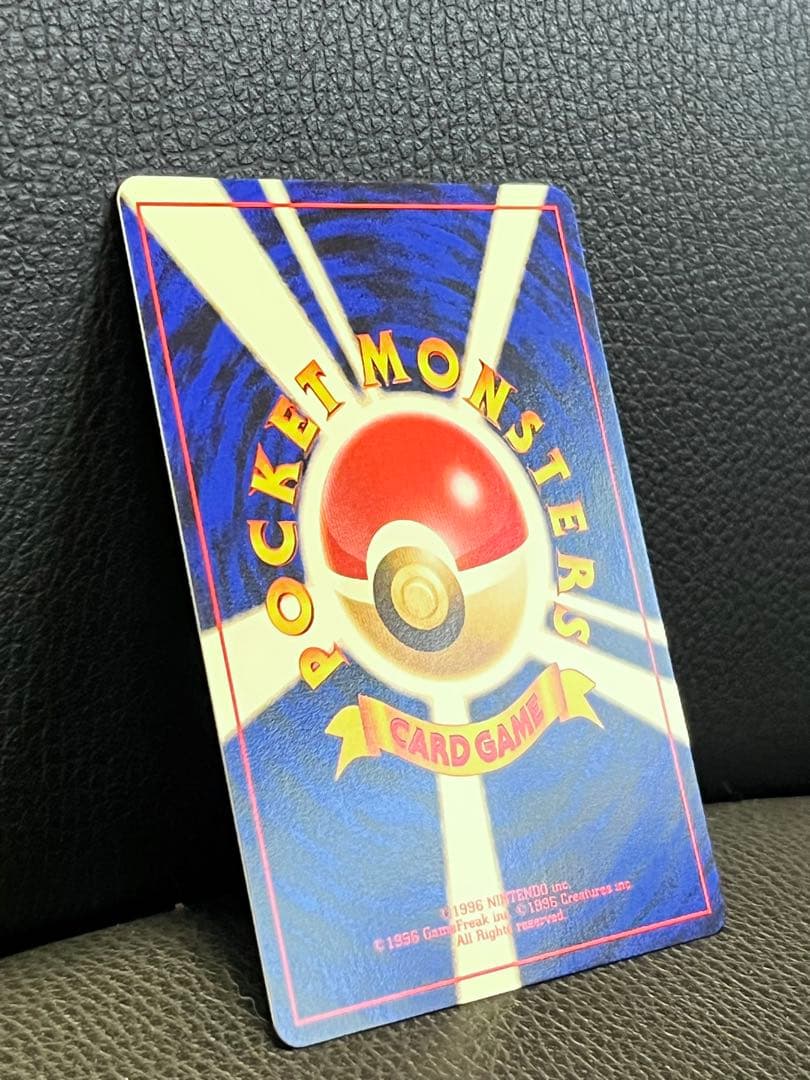 POCKET MONSTERS
CARD GAME
©1996 NINTENDO inc.
©1996 GameFreak inc. ©1996 Creatures inc.
All Rights reserved.